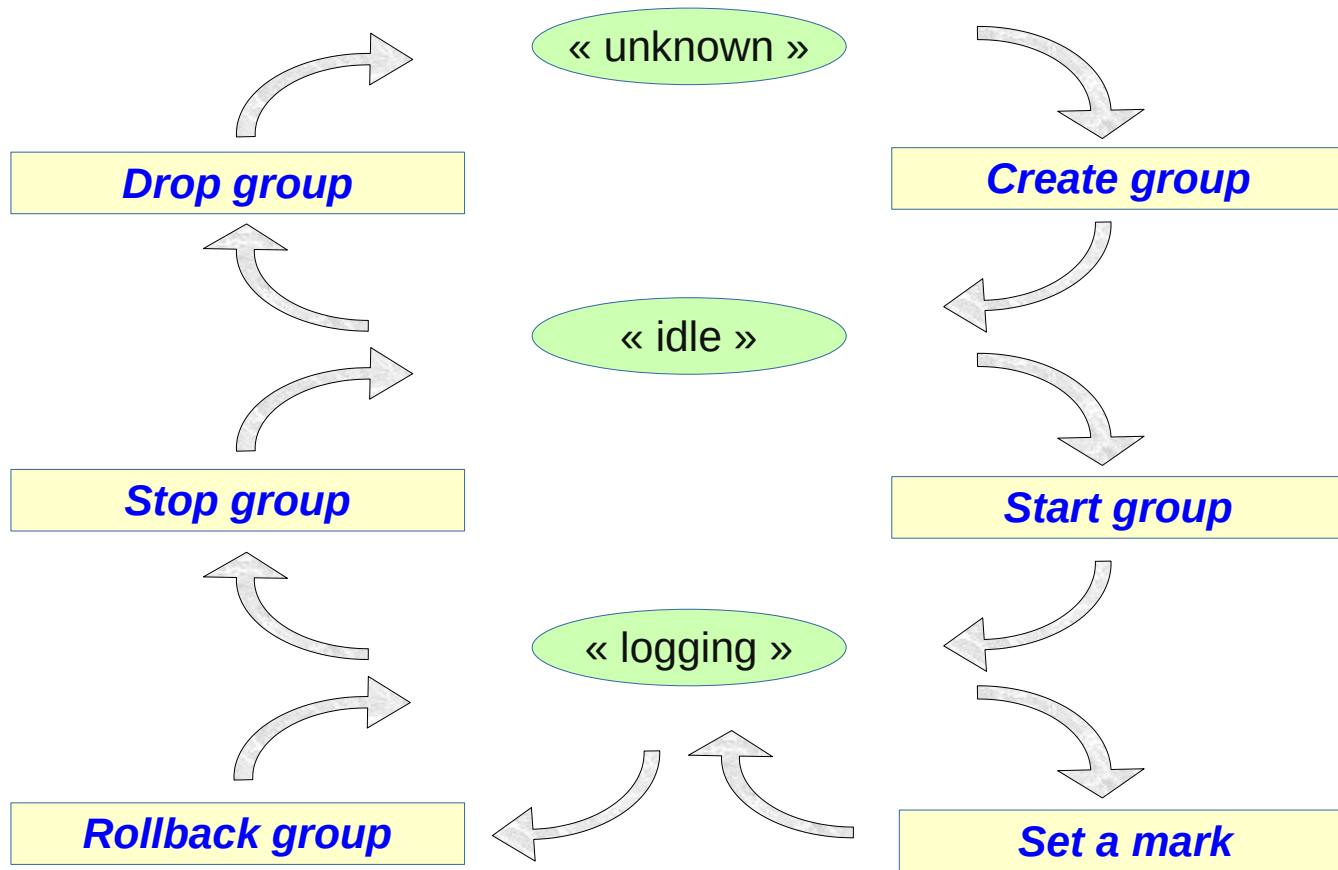 « unknown »
Drop group
Create group
« idle »
Stop group
Start group
« logging »
Rollback group
Set a mark